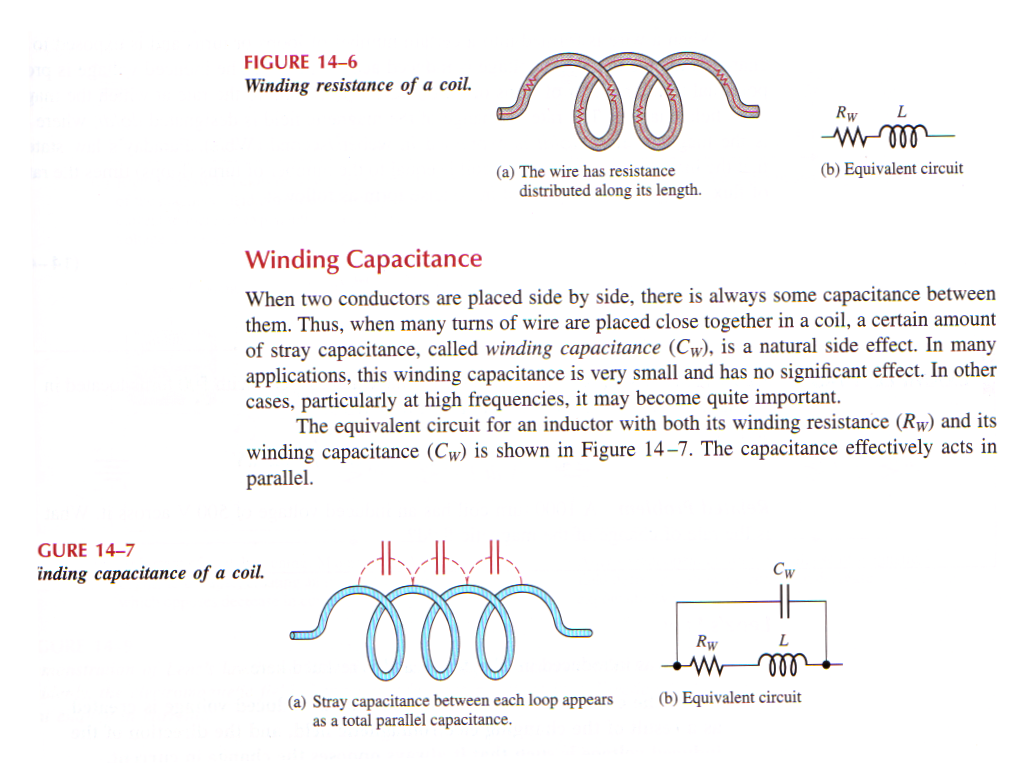 FIGURE 14–6
Winding resistance of a coil.
R_W L
(a) The wire has resistance
distributed along its length.
(b) Equivalent circuit
Winding Capacitance
When two conductors are placed side by side, there is always some capacitance between
them. Thus, when many turns of wire are placed close together in a coil, a certain amount
of stray capacitance, called winding capacitance (C_W), is a natural side effect. In many
applications, this winding capacitance is very small and has no significant effect. In other
cases, particularly at high frequencies, it may become quite important.
The equivalent circuit for an inductor with both its winding resistance (R_W) and its
winding capacitance (C_W) is shown in Figure 14–7. The capacitance effectively acts in
parallel.
GURE 14–7
inding capacitance of a coil.
C_W
R_W L
(a) Stray capacitance between each loop appears
as a total parallel capacitance.
(b) Equivalent circuit